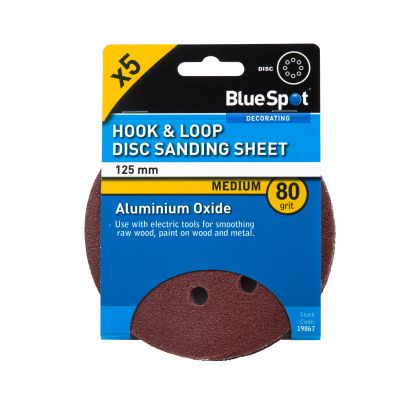 x5
DISC
BlueSpot
DECORATING
HOOK & LOOP
DISC SANDING SHEET
125 mm
MEDIUM
80
grit
Aluminium Oxide
• Use with electric tools for smoothing
raw wood, paint on wood and metal.
Stock
Code:
19867